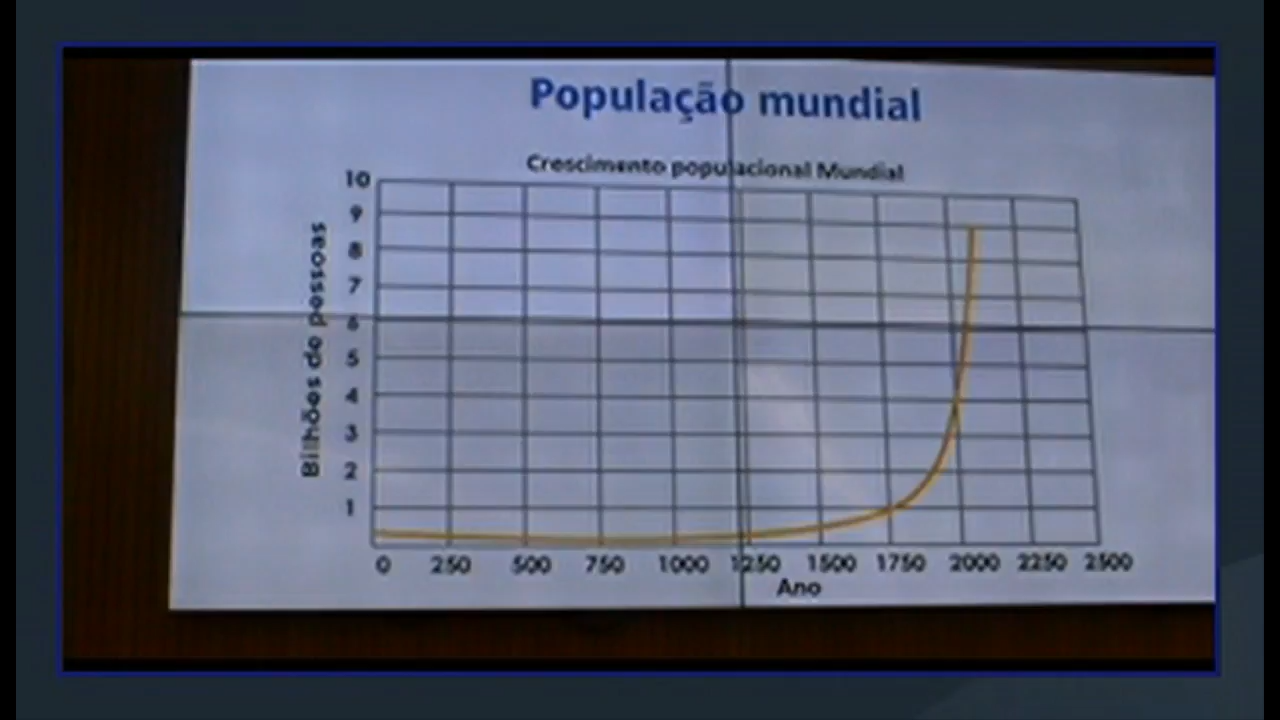 População mundial
Crescimento populacional Mundial
Bilhões de pessoas
10
9
8
7
6
5
4
3
2
1
0 250 500 750 1000 1250 1500 1750 2000 2250 2500
Ano